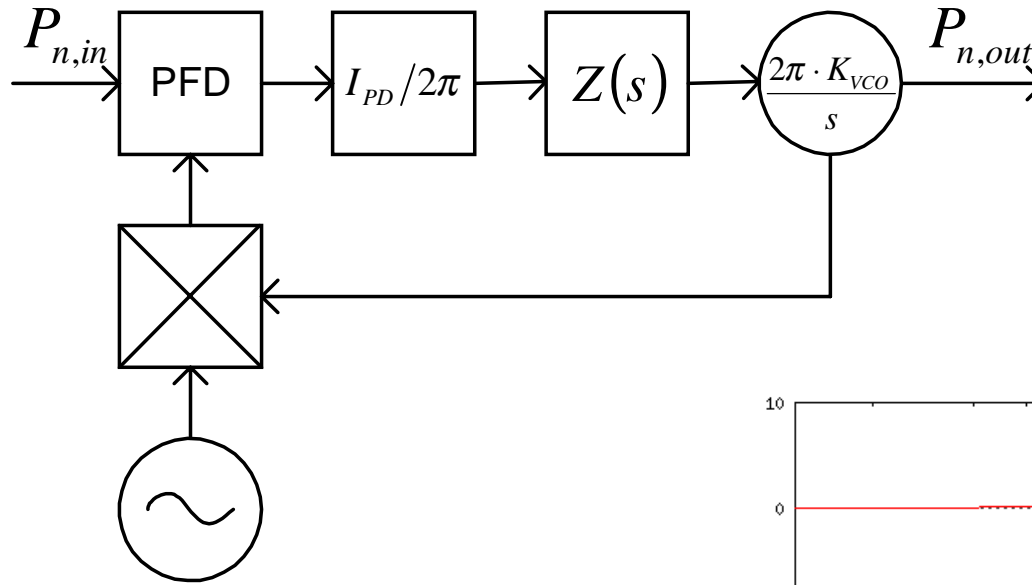 P_{n,in}
PFD
I_{PD}/2π
Z(s)
2π · K_{VCO}
s
P_{n,out}
10
0